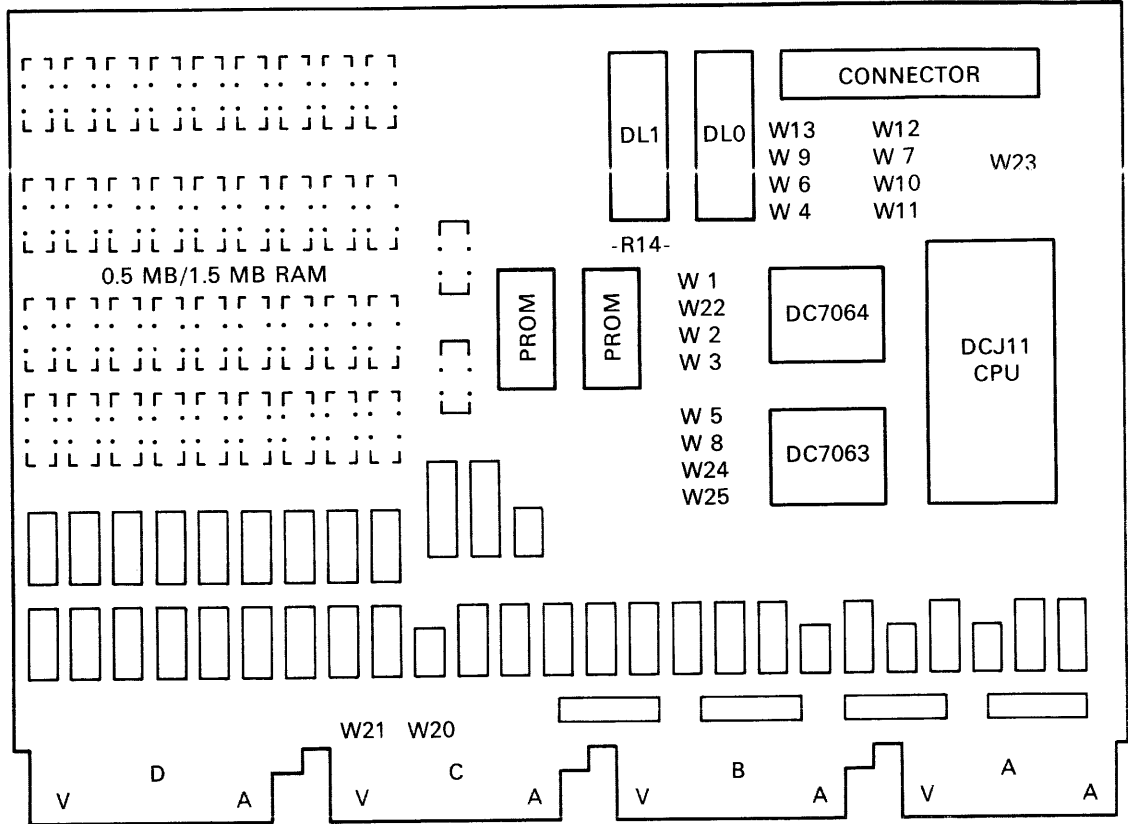 CONNECTOR
DL1
DL0
W13 W12
W 9 W 7
W 6 W10
W 4 W11
W23
-R14-
0.5 MB/1.5 MB RAM
PROM
PROM
W 1
W22
W 2
W 3
DC7064
DCJ11
CPU
W 5
W 8
W24
W25
DC7063
W21 W20
D
C
B
A
V A
V A
V A
V A